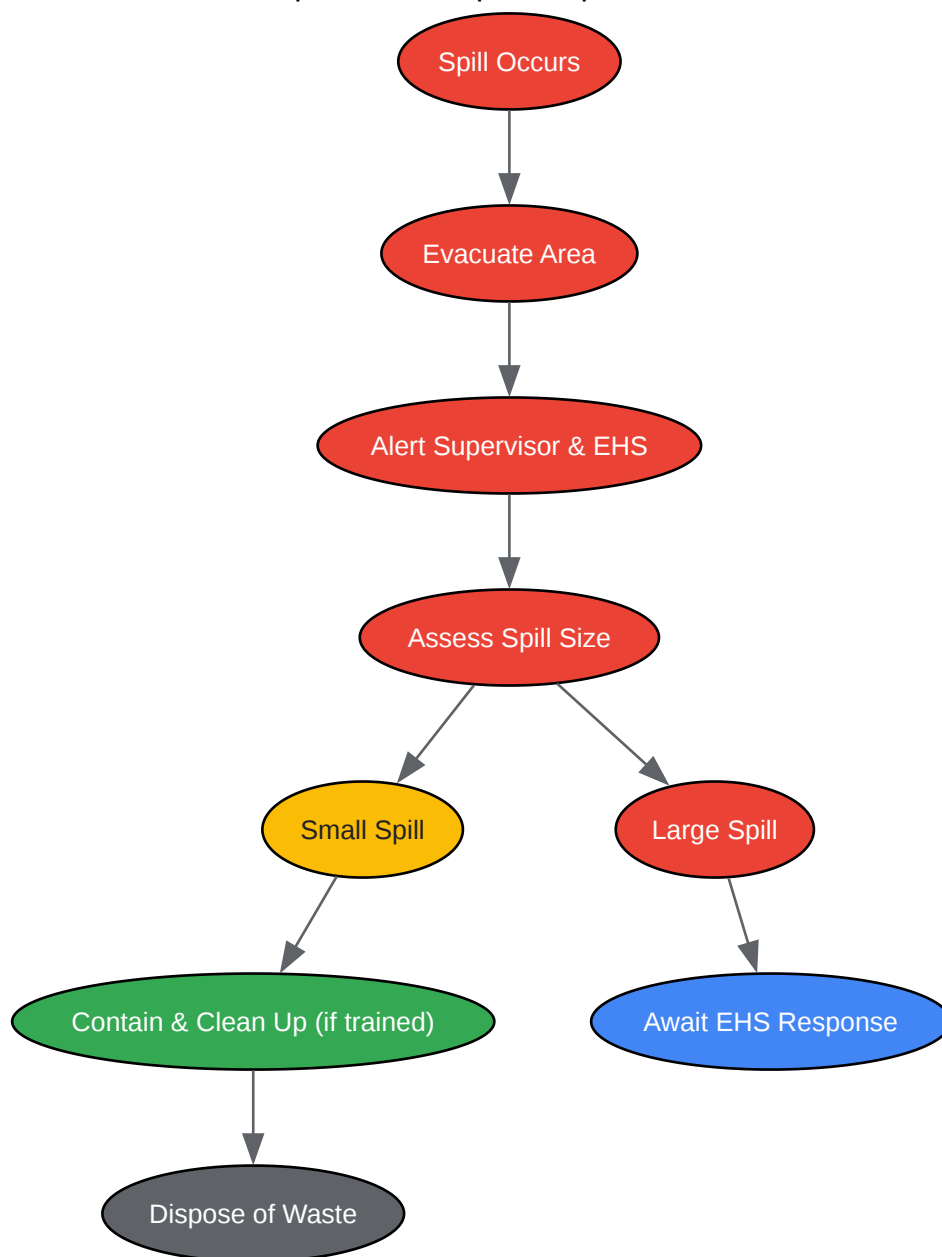 Spill Occurs
Evacuate Area
Alert Supervisor & EHS
Assess Spill Size
Small Spill
Large Spill
Contain & Clean Up (if trained)
Await EHS Response
Dispose of Waste